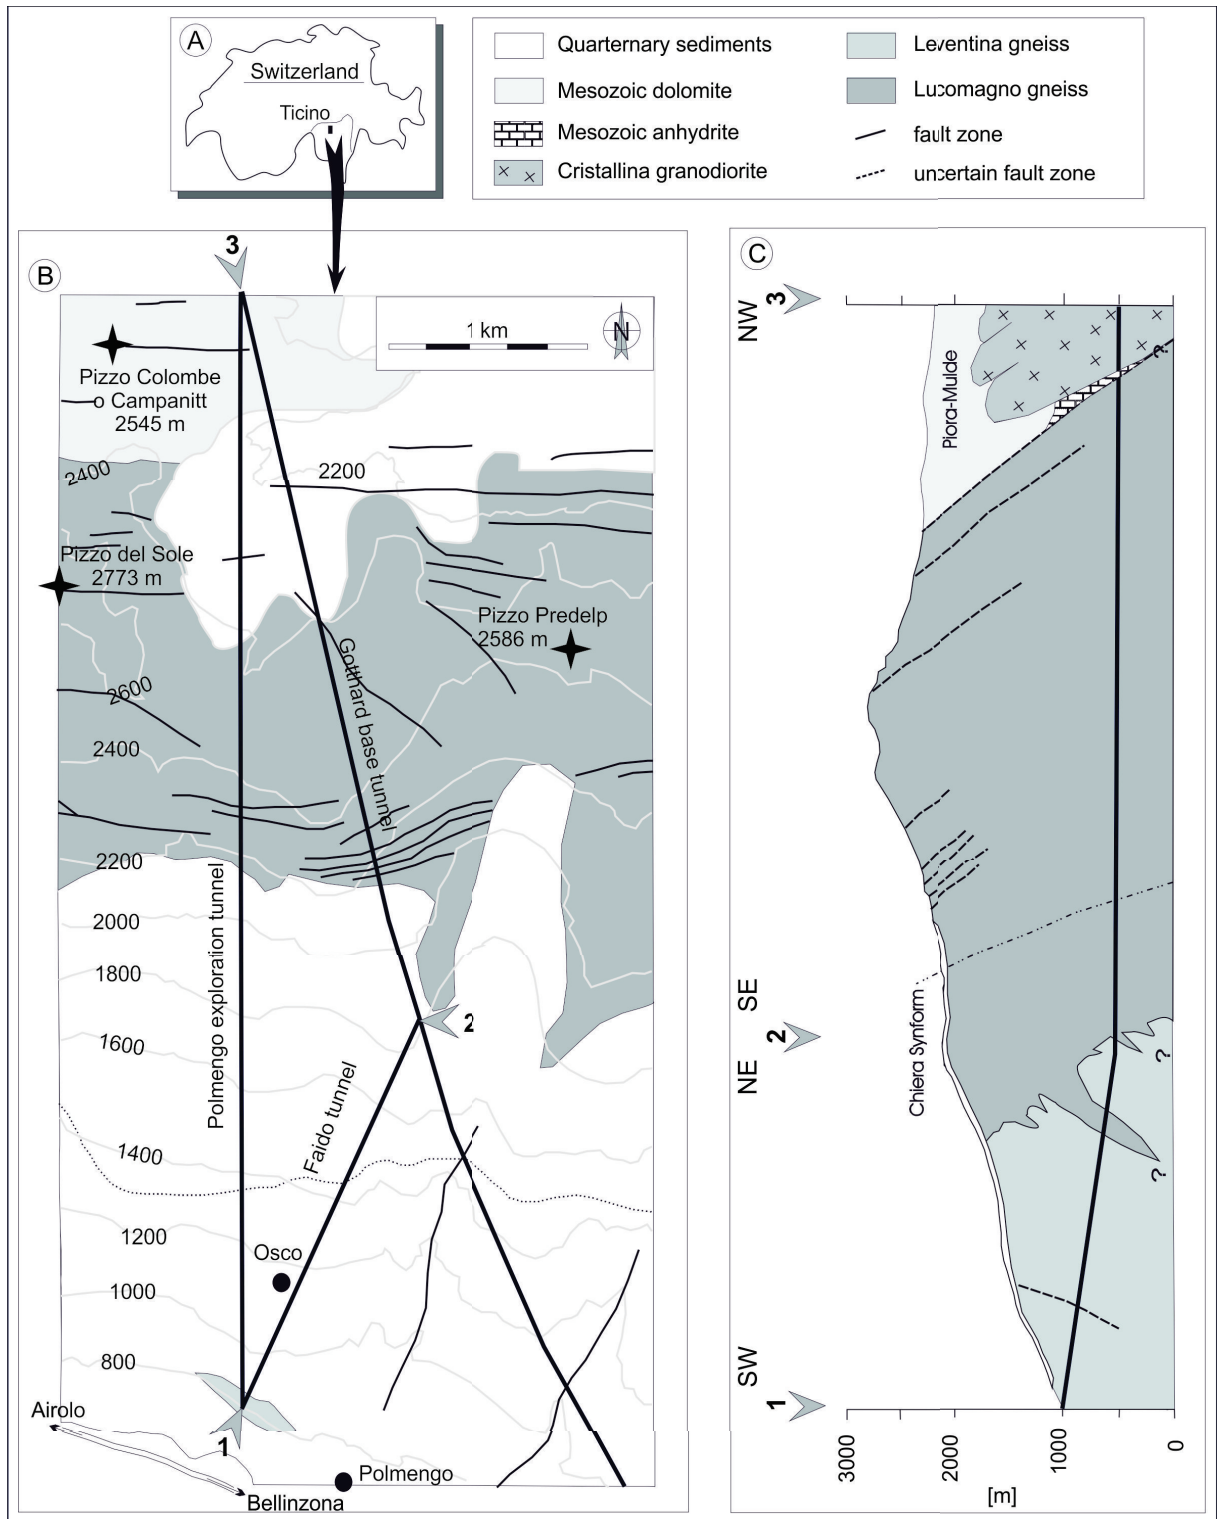 A
Switzerland
Ticino
Quarternary sediments
Mesozoic dolomite
Mesozoic anhydrite
Cristallina granodiorite
Leventina gneiss
Lucomagno gneiss
fault zone
uncertain fault zone
B
3
1 km
N
Pizzo Colombe
o Campanitt
2545 m
2400
2200
Pizzo del Sole
2773 m
Pizzo Predelp
2586 m
Gotthard base tunnel
2600
2400
2200
Polmengo exploration tunnel
2000
1800
2
1600
Faido tunnel
1400
1200
Osco
1000
800
Airolo
1
Polmengo
Bellinzona
C
NW
3
Piora-Mulde
?
SE
2
NE
Chiera Synform
?
?
SW
1
3000
2000
1000
0
[m]